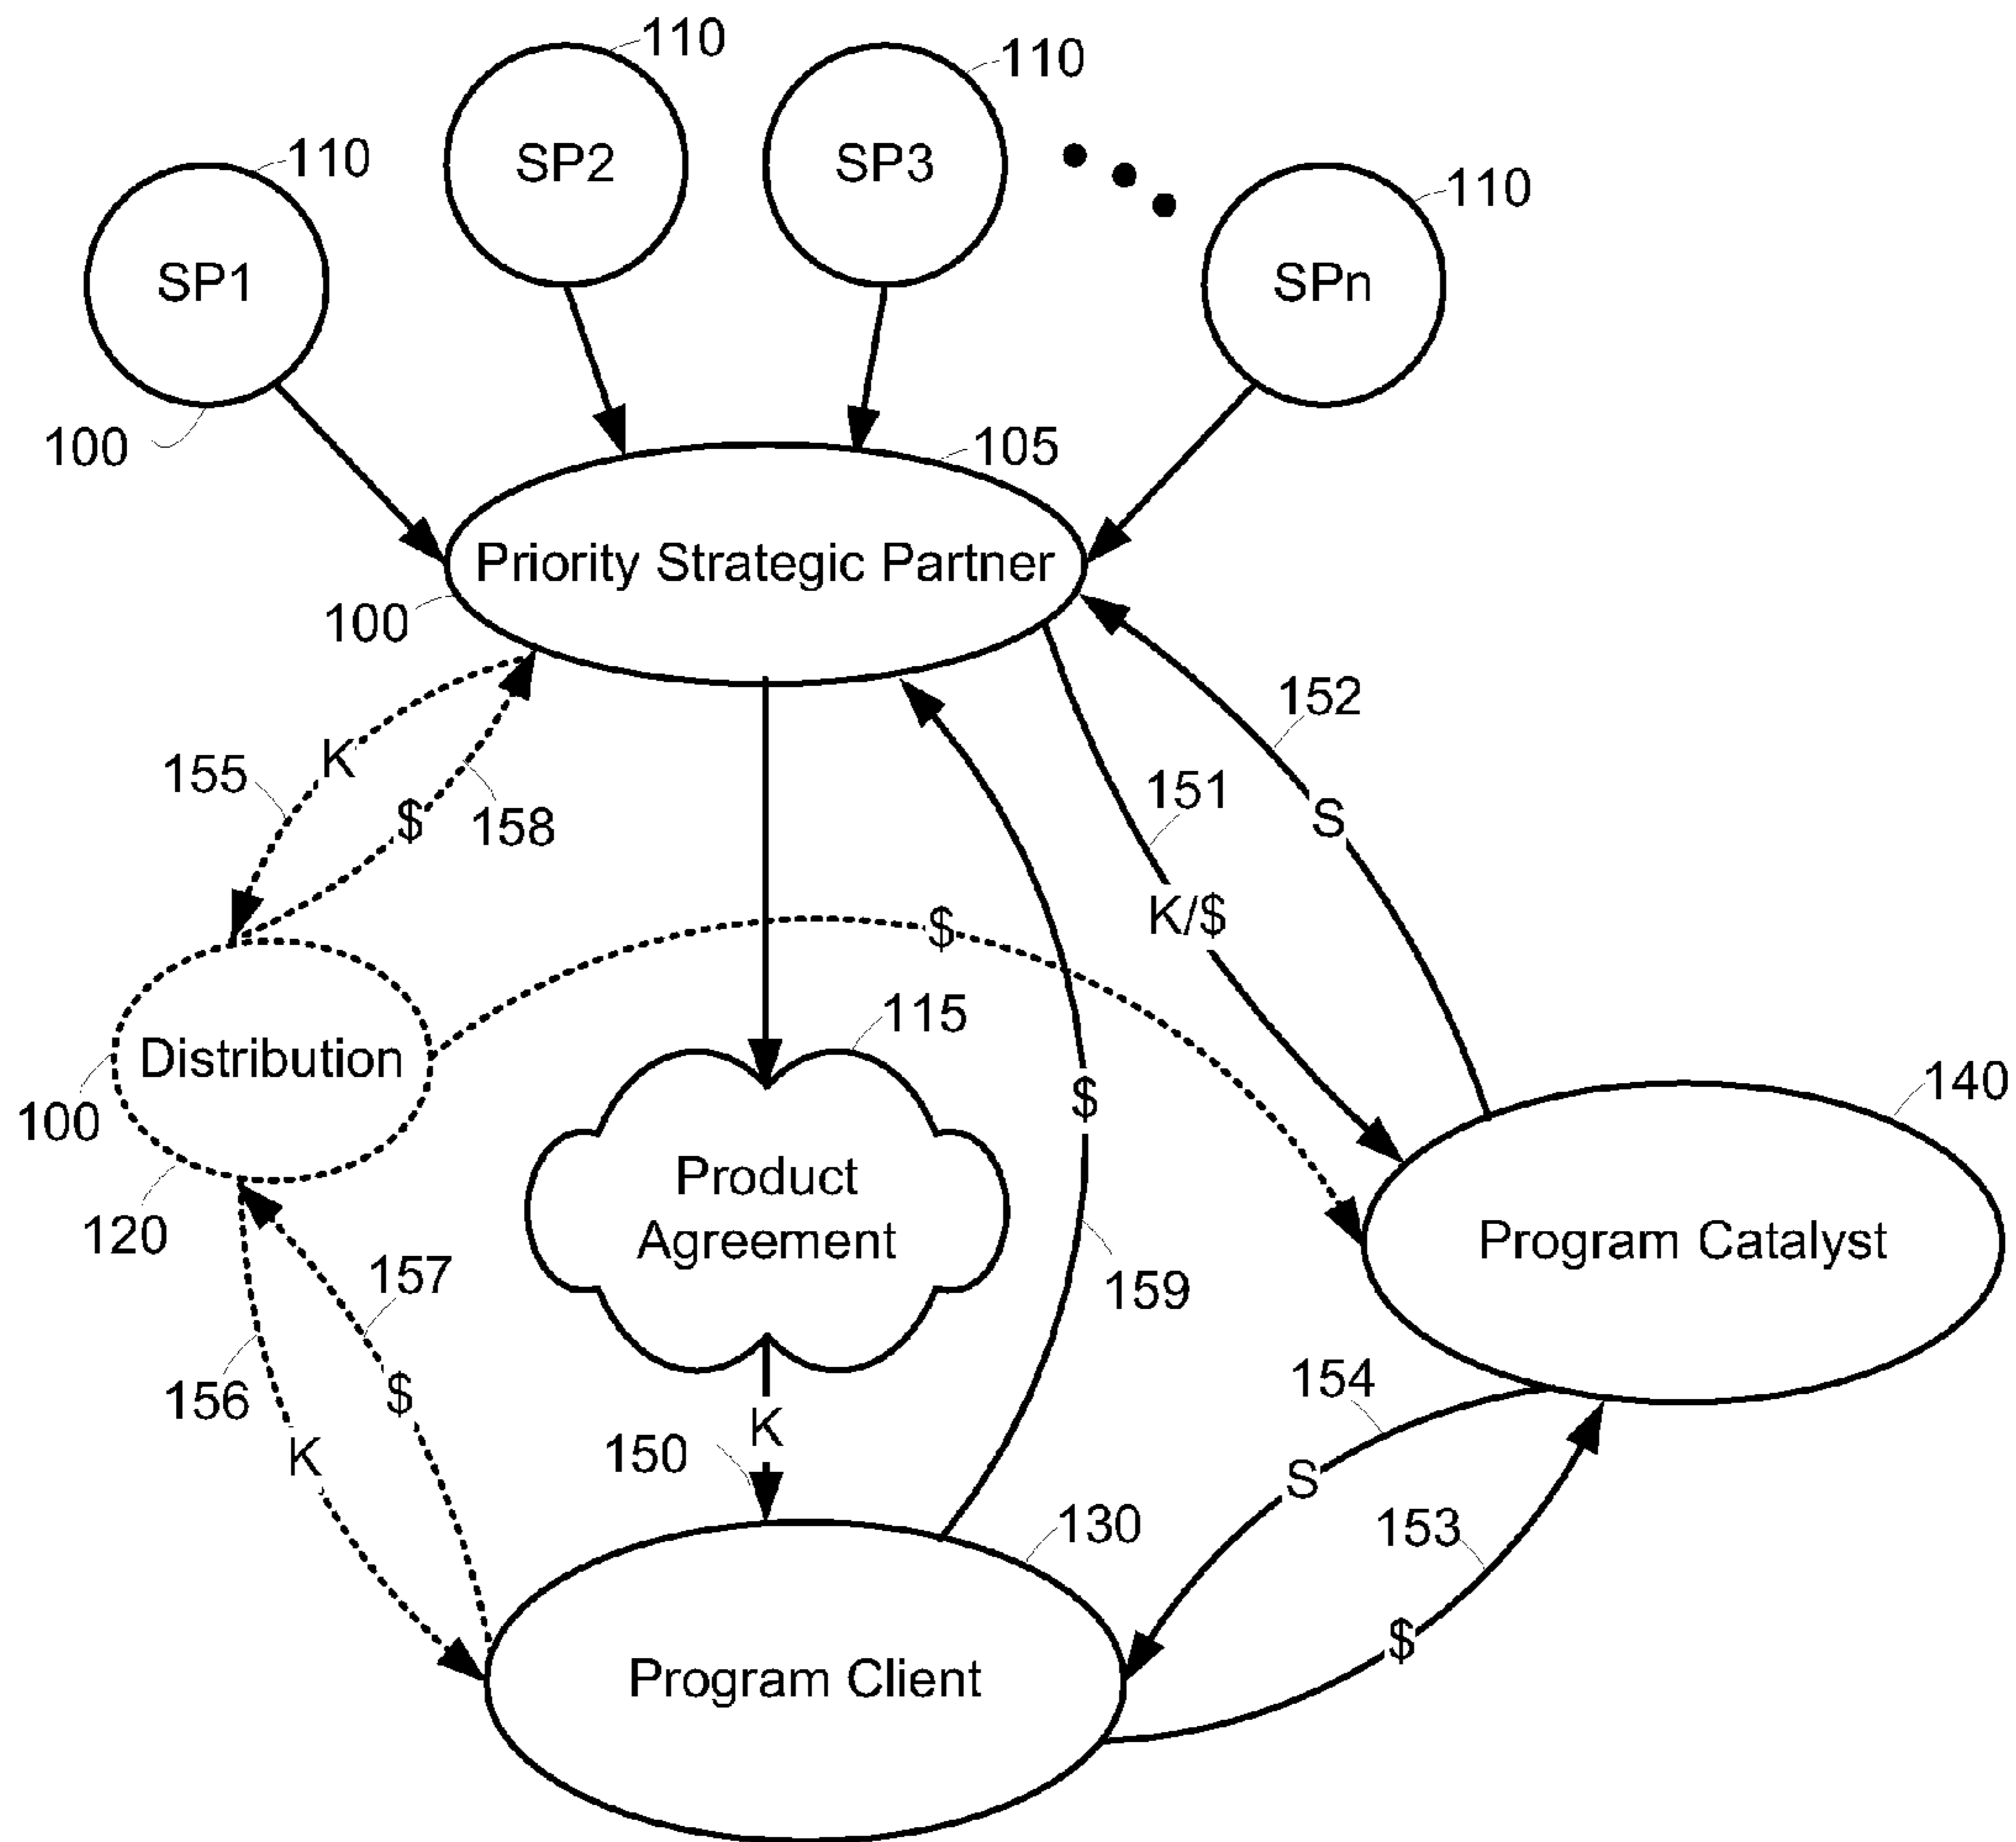 110
110
110
110
SP1
SP2
SP3
SPn
100
105
Priority Strategic Partner
100
152
151
155
K
$
158
S
K/$
$
115
Distribution
100
120
Product
Agreement
$
140
Program Catalyst
159
157
156
$
K
K
150
154
S
130
153
$
Program Client